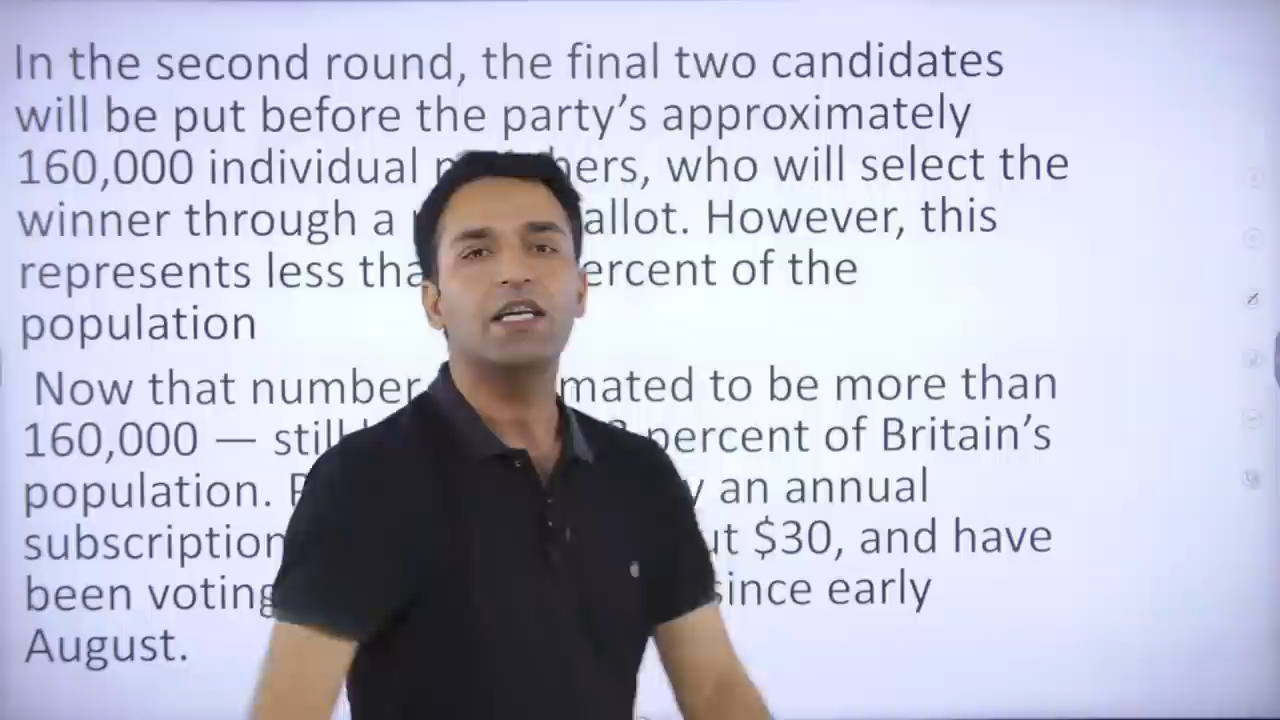 In the second round, the final two candidates
will be put before the party's approximately
160,000 individual members, who will select the
winner through a allot. However, this
represents less tha ercent of the
population
Now that number mated to be more than
160,000 — still percent of Britain's
population. an annual
subscription $30, and have
been voting since early
August.